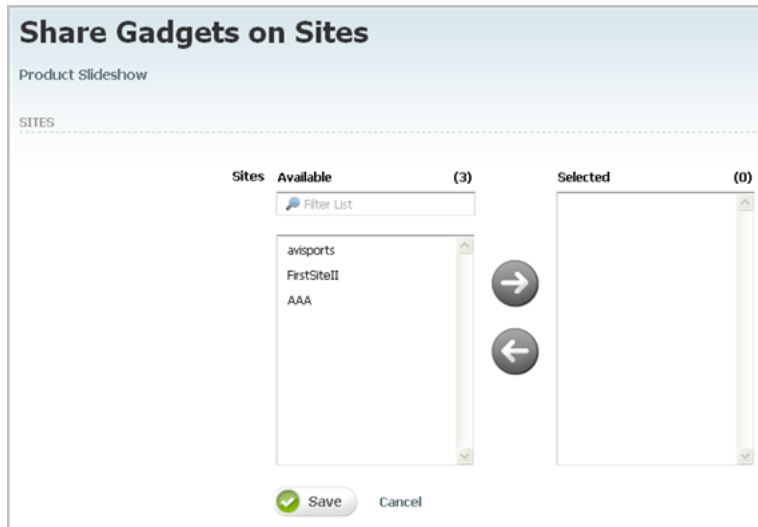 Share Gadgets on Sites
Product Slideshow
SITES
Sites Available (3) Selected (0)
Filter List
avisports
FirstSiteII
AAA
Save Cancel